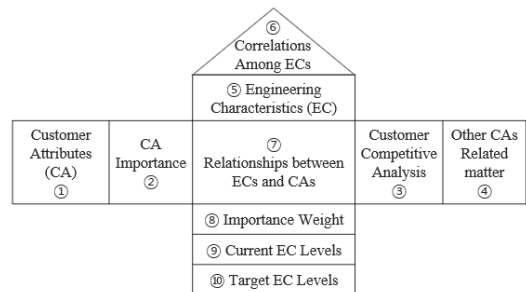 ⑥
Correlations
Among ECs
⑤ Engineering
Characteristics (EC)
Customer
Attributes
(CA)
①
CA
Importance
②
⑦
Relationships between
ECs and CAs
Customer
Competitive
Analysis
③
Other CAs
Related
matter
④
⑧ Importance Weight
⑨ Current EC Levels
⑩ Target EC Levels